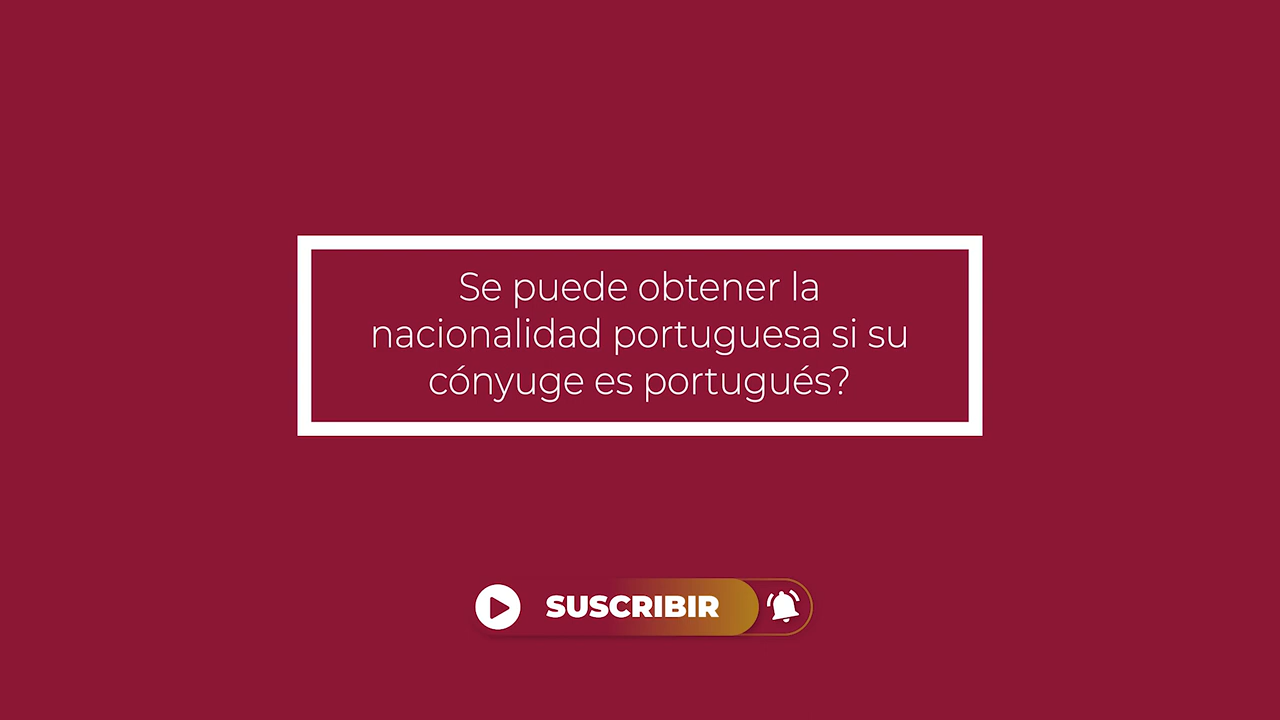 Se puede obtener la
nacionalidad portuguesa si su
cónyuge es portugués?
SUSCRIBIR